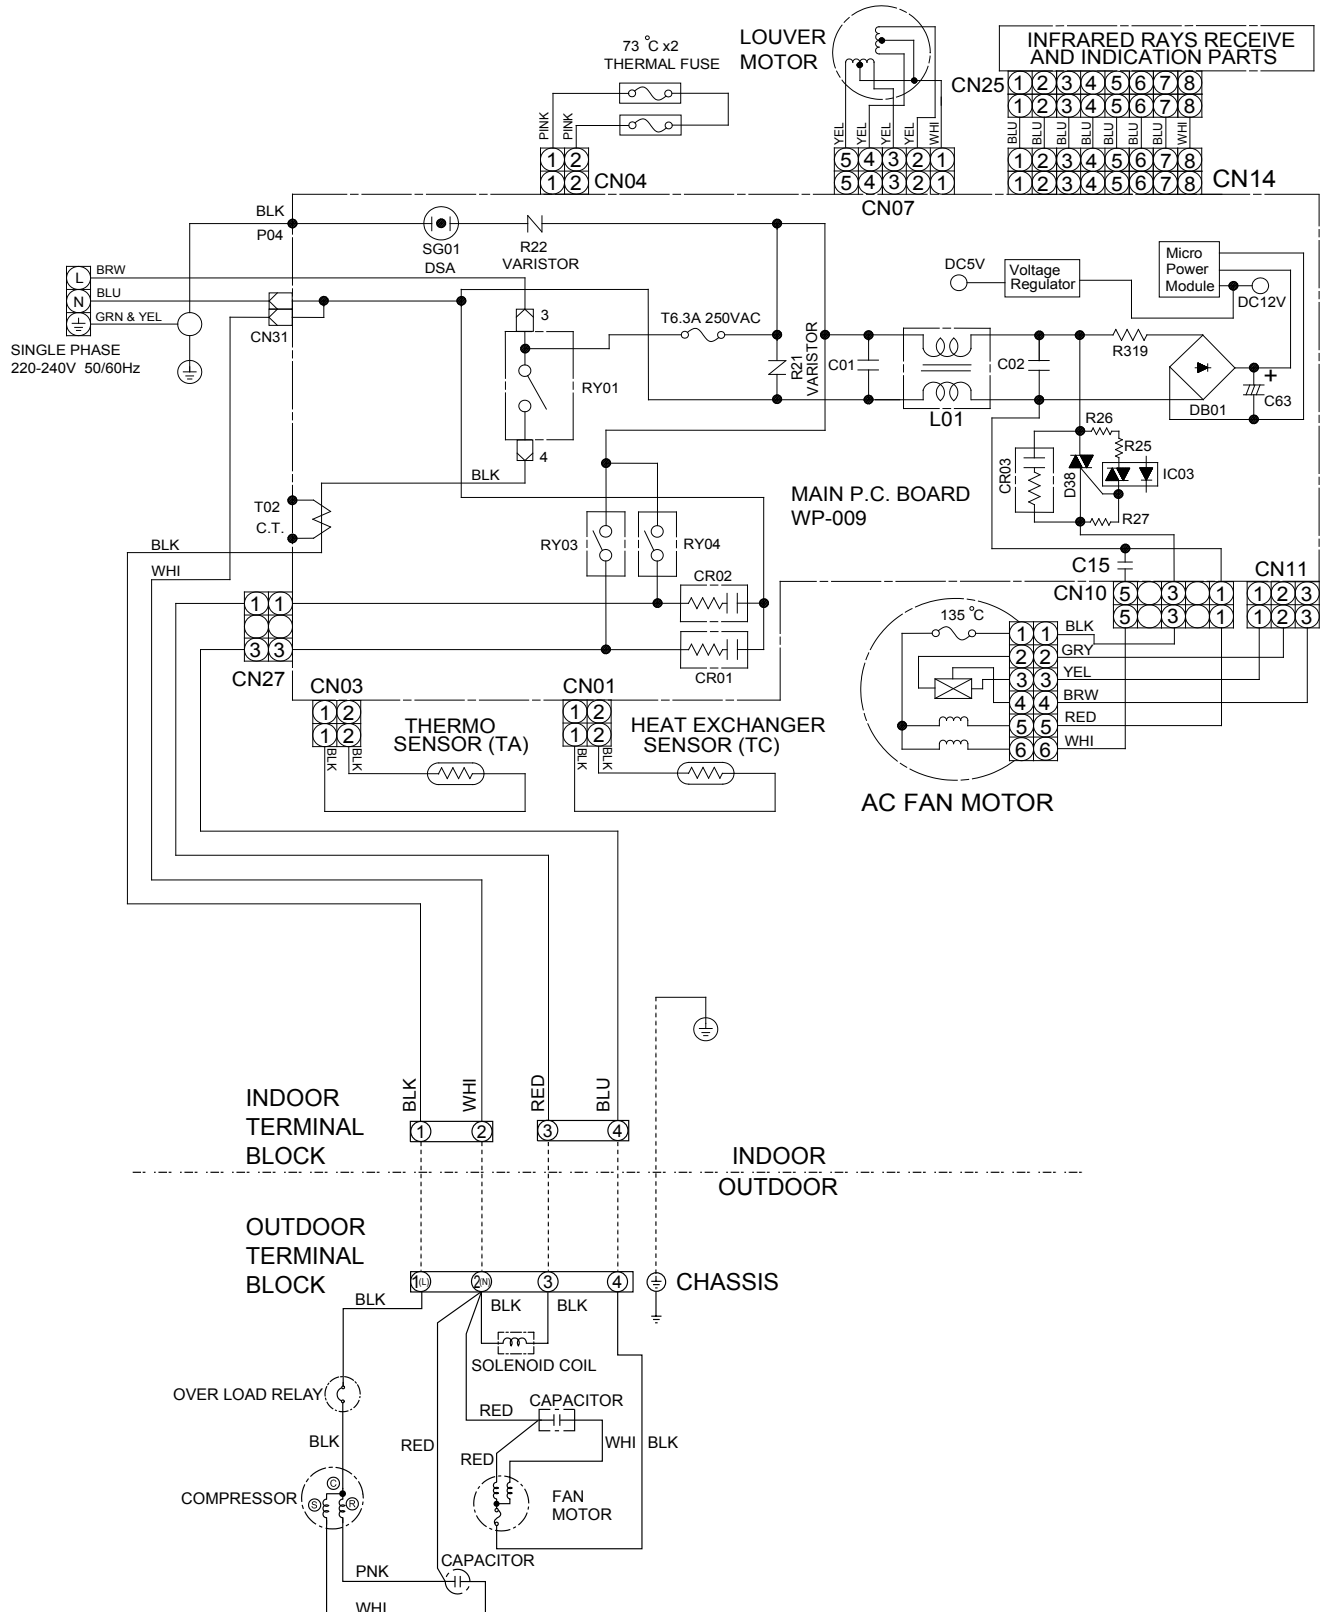 73 °C x2
THERMAL FUSE
LOUVER
MOTOR
INFRARED RAYS RECEIVE
AND INDICATION PARTS
CN25
1 2 3 4 5 6 7 8
1 2 3 4 5 6 7 8
PINK
PINK
YEL
YEL
YEL
YEL
WHI
BLU
BLU
BLU
BLU
BLU
BLU
BLU
WHI
1 2
1 2
CN04
5 4 3 2 1
5 4 3 2 1
CN07
1 2 3 4 5 6 7 8
1 2 3 4 5 6 7 8
CN14
BLK
P04
SG01
DSA
R22
VARISTOR
L
BRW
N
BLU
GRN & YEL
SINGLE PHASE
220-240V 50/60Hz
CN31
3
RY01
4
BLK
T6.3A 250VAC
R21
VARISTOR
C01
L01
C02
DC5V
Voltage
Regulator
Micro
Power
Module
DC12V
R319
DB01
+
C63
R26
R25
CR03
D38
IC03
R27
MAIN P.C. BOARD
WP-009
T02
C.T.
BLK
WHI
RY03
RY04
CR02
CR01
1 1
3 3
CN27
C15
CN10
5 3 1
5 3 1
CN11
1 2 3
1 2 3
135 °C
1 1
BLK
2 2
GRY
3 3
YEL
4 4
BRW
5 5
RED
6 6
WHI
AC FAN MOTOR
CN03
1 2
1 2
BLK
BLK
THERMO
SENSOR (TA)
CN01
1 2
1 2
BLK
BLK
HEAT EXCHANGER
SENSOR (TC)
INDOOR
TERMINAL
BLOCK
BLK
WHI
RED
BLU
1 2 3 4
INDOOR
OUTDOOR
OUTDOOR
TERMINAL
BLOCK
1(L) 2(N) 3 4
CHASSIS
BLK
BLK
BLK
SOLENOID COIL
OVER LOAD RELAY
CAPACITOR
RED
BLK
RED
WHI
BLK
RED
COMPRESSOR
C
S
R
FAN
MOTOR
CAPACITOR
PNK
WHI